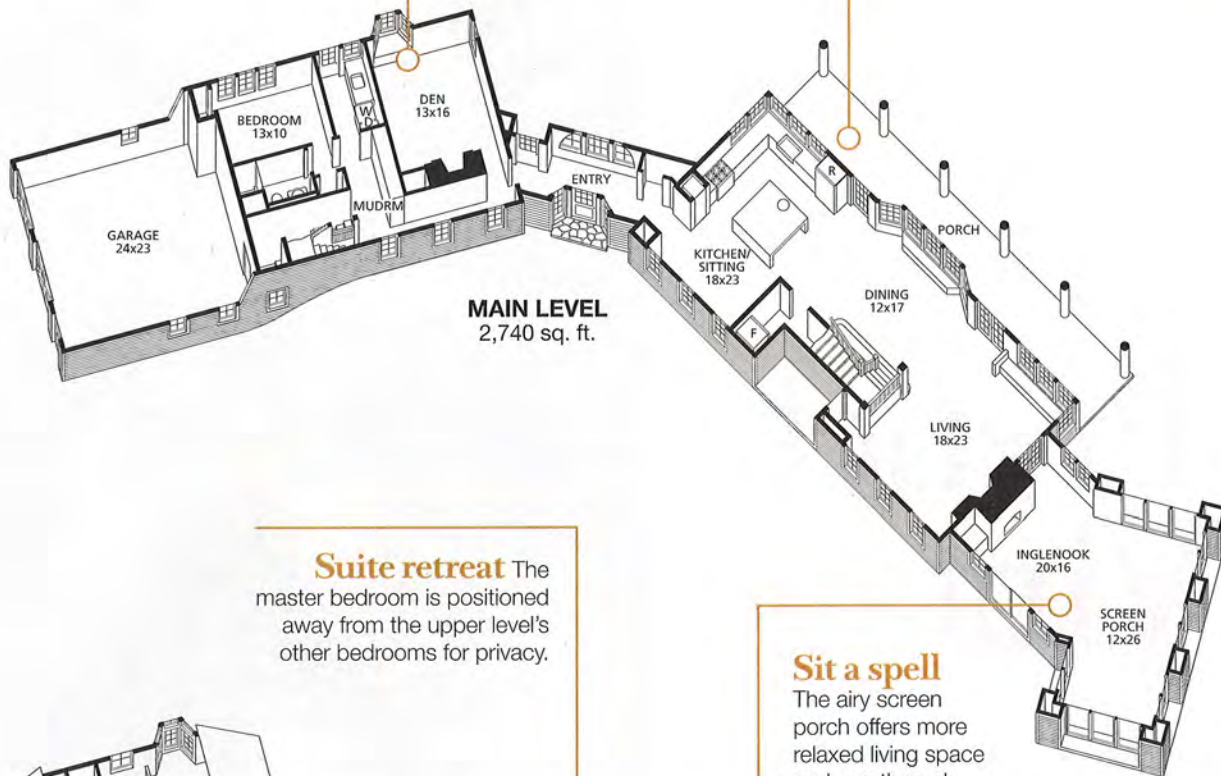 DEN
13x16
BEDROOM
13x10
W
MUDRM
ENTRY
GARAGE
24x23
R
PORCH
KITCHEN/
SITTING
18x23
DINING
12x17
F
MAIN LEVEL
2,740 sq. ft.
LIVING
18x23
INGLENOOK
20x16
SCREEN
PORCH
12x26
Suite retreat The
master bedroom is positioned
away from the upper level's
other bedrooms for privacy.
Sit a spell
The airy screen
porch offers more
relaxed living space